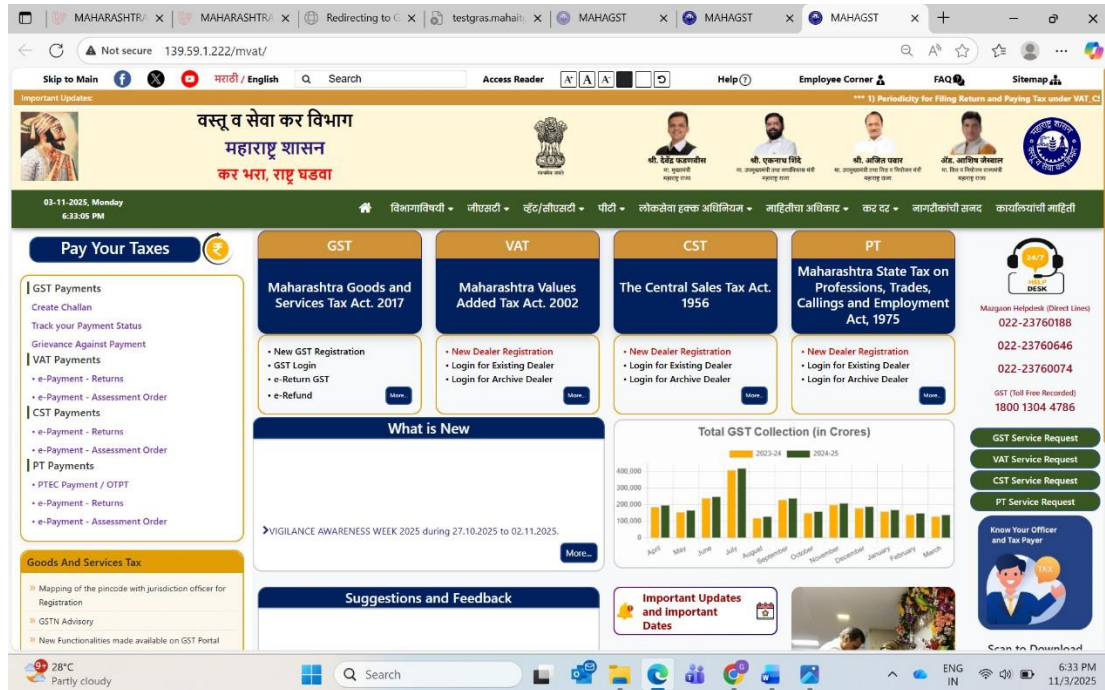 MAHARASHTRA
MAHARASHTRA
Redirecting to G
testgras.mahait
MAHAGST
MAHAGST
MAHAGST
Not secure 139.59.1.222/mvat/
Skip to Main
मराठी / English
Search
Access Reader
A- A A+
Help
Employee Corner
FAQ
Sitemap
Important Updates:
*** 1) Periodicity for Filing Return and Paying Tax under VAT_CS
वस्तू व सेवा कर विभाग
महाराष्ट्र शासन
कर भरा, राष्ट्र घडवा
सत्यमेव जयते
श्री. देवेंद्र फडणवीस
मा. मुख्यमंत्री
महाराष्ट्र राज्य
श्री. एकनाथ शिंदे
महाराष्ट्र राज्य
श्री. अजित पवार
महाराष्ट्र राज्य
ॲड. आशिष जैस्वाल
महाराष्ट्र राज्य
03-11-2025, Monday
6:33:05 PM
विभागाविषयी
जीएसटी
व्हॅट/सीएसटी
पीटी
लोकसेवा हक्क अधिनियम
माहितीचा अधिकार
कर दर
नागरीकांची सनद
कार्यालयांची माहिती
Pay Your Taxes
GST Payments
Create Challan
Track your Payment Status
Grievance Against Payment
VAT Payments
• e-Payment - Returns
• e-Payment - Assessment Order
CST Payments
• e-Payment - Returns
• e-Payment - Assessment Order
PT Payments
• PTEC Payment / OTPT
• e-Payment - Returns
• e-Payment - Assessment Order
Goods And Services Tax
» Mapping of the pincode with jurisdiction officer for
Registration
» GSTN Advisory
» New Functionalities made available on GST Portal
GST
Maharashtra Goods and
Services Tax Act. 2017
• New GST Registration
• GST Login
• e-Return GST
• e-Refund
More..
VAT
Maharashtra Values
Added Tax Act. 2002
• New Dealer Registration
• Login for Existing Dealer
• Login for Archive Dealer
More..
CST
The Central Sales Tax Act.
1956
• New Dealer Registration
• Login for Existing Dealer
• Login for Archive Dealer
More..
PT
Maharashtra State Tax on
Professions, Trades,
Callings and Employment
Act, 1975
• New Dealer Registration
• Login for Existing Dealer
• Login for Archive Dealer
More..
What is New
VIGILANCE AWARENESS WEEK 2025 during 27.10.2025 to 02.11.2025.
More..
Total GST Collection (in Crores)
2023-24 2024-25
400,000
300,000
200,000
100,000
0
April May June July August September October November December January February March
Suggestions and Feedback
Important Updates
and important
Dates
24/7
HELP
DESK
Mazgaon Helpdesk (Direct Lines)
022-23760188
022-23760646
022-23760074
GST (Toll Free Recorded)
1800 1304 4786
GST Service Request
VAT Service Request
CST Service Request
PT Service Request
Know Your Officer
and Tax Payer
TAX
Scan to Download
9+
28°C
Partly cloudy
Search
ENG
IN
6:33 PM
11/3/2025